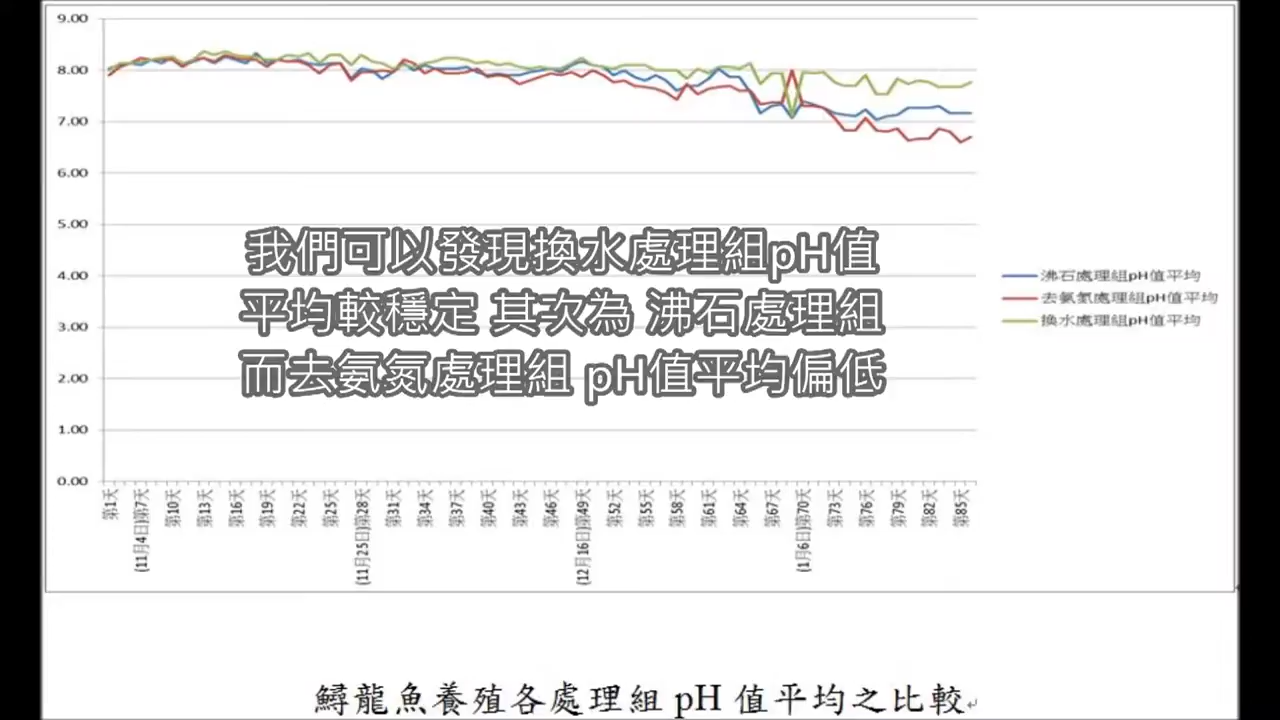 9.00
8.00
7.00
6.00
5.00
4.00
3.00
2.00
1.00
0.00
我們可以發現換水處理組pH值
平均較穩定 其次為 沸石處理組
而去氨氮處理組 pH值平均偏低
沸石處理組pH值平均
去氨氮處理組pH值平均
換水處理組pH值平均
第1天
(11月4日)第7天
第10天
第13天
第16天
第19天
第22天
第25天
(11月25日)第28天
第31天
第34天
第37天
第40天
第43天
第46天
(12月16日)第49天
第52天
第55天
第58天
第61天
第64天
第67天
(1月6日)第70天
第73天
第76天
第79天
第82天
第85天
鱘龍魚養殖各處理組 pH 值平均之比較